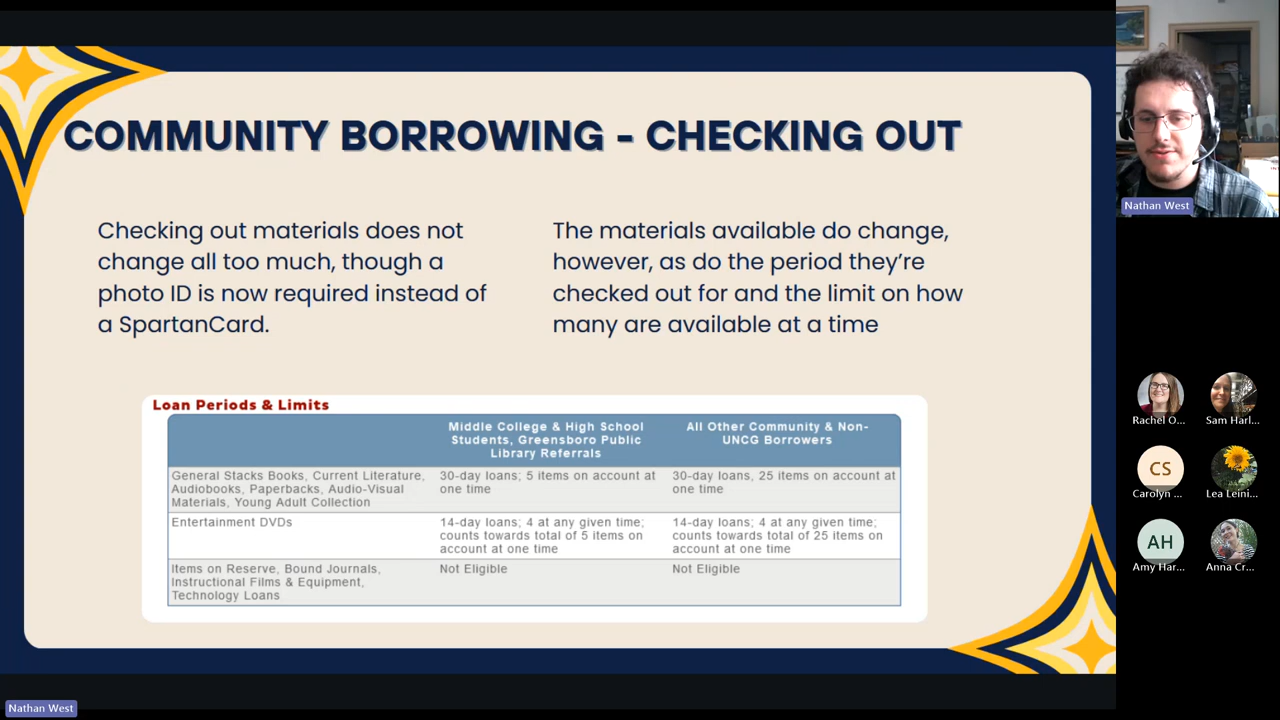 COMMUNITY BORROWING - CHECKING OUT
Checking out materials does not
change all too much, though a
photo ID is now required instead of
a SpartanCard.
The materials available do change,
however, as do the period they’re
checked out for and the limit on how
many are available at a time
Loan Periods & Limits
Middle College & High School
Students, Greensboro Public
Library Referrals
All Other Community & Non-
UNCG Borrowers
General Stacks Books, Current Literature,
Audiobooks, Paperbacks, Audio-Visual
Materials, Young Adult Collection
30-day loans; 5 items on account at
one time
30-day loans, 25 items on account at
one time
Entertainment DVDs
14-day loans; 4 at any given time;
counts towards total of 5 items on
account at one time
14-day loans; 4 at any given time;
counts towards total of 25 items on
account at one time
Items on Reserve, Bound Journals,
Instructional Films & Equipment,
Technology Loans
Not Eligible
Not Eligible
Nathan West
Rachel O...
Sam Harl...
CS
Carolyn ...
Lea Leini...
AH
Amy Har...
Anna Cr...
Nathan West